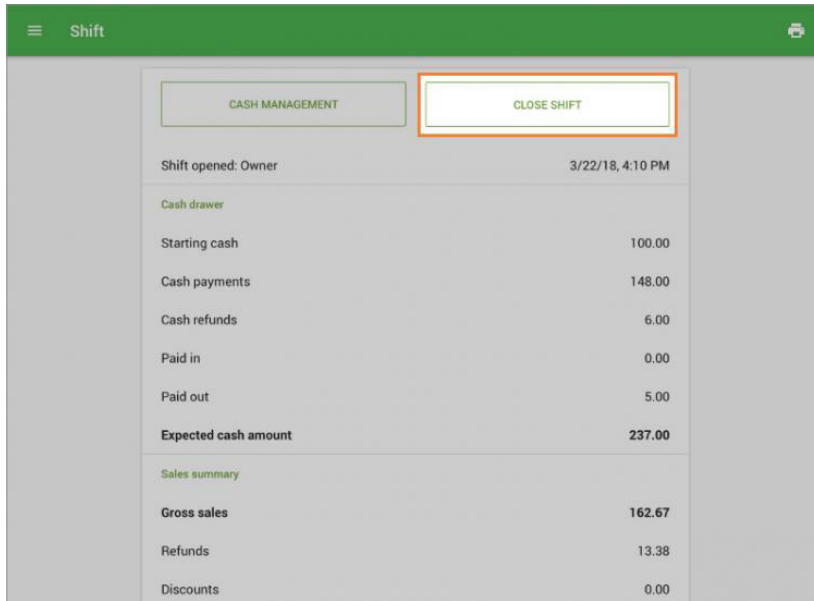 Shift
CASH MANAGEMENT CLOSE SHIFT
Shift opened: Owner 3/22/18, 4:10 PM
Cash drawer
Starting cash 100.00
Cash payments 148.00
Cash refunds 6.00
Paid in 0.00
Paid out 5.00
Expected cash amount 237.00
Sales summary
Gross sales 162.67
Refunds 13.38
Discounts 0.00